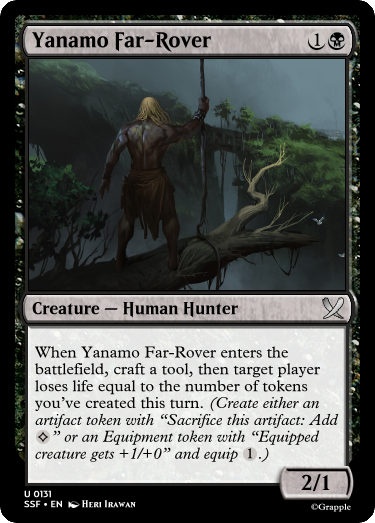 Yanamo Far-Rover 1
Creature — Human Hunter
When Yanamo Far-Rover enters the
battlefield, craft a tool, then target player
loses life equal to the number of tokens
you've created this turn. (Create either an
artifact token with “Sacrifice this artifact: Add
” or an Equipment token with “Equipped
creature gets +1/+0” and equip 1.)
2/1
U 0131
SSF • EN Heri Irawan
©Grapple